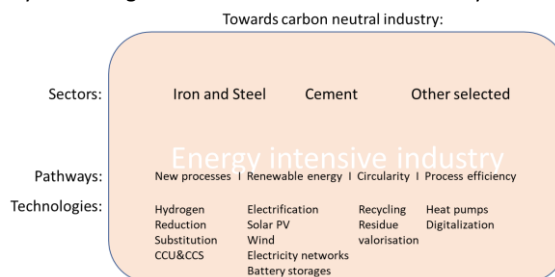 Towards carbon neutral industry:
Sectors: Iron and Steel Cement Other selected
Energy intensive industry
Pathways: New processes I Renewable energy I Circularity I Process efficiency
Technologies:
Hydrogen Electrification Recycling Heat pumps
Reduction Solar PV Residue Digitalization
Substitution Wind valorisation
CCU&CCS Electricity networks
Battery storages